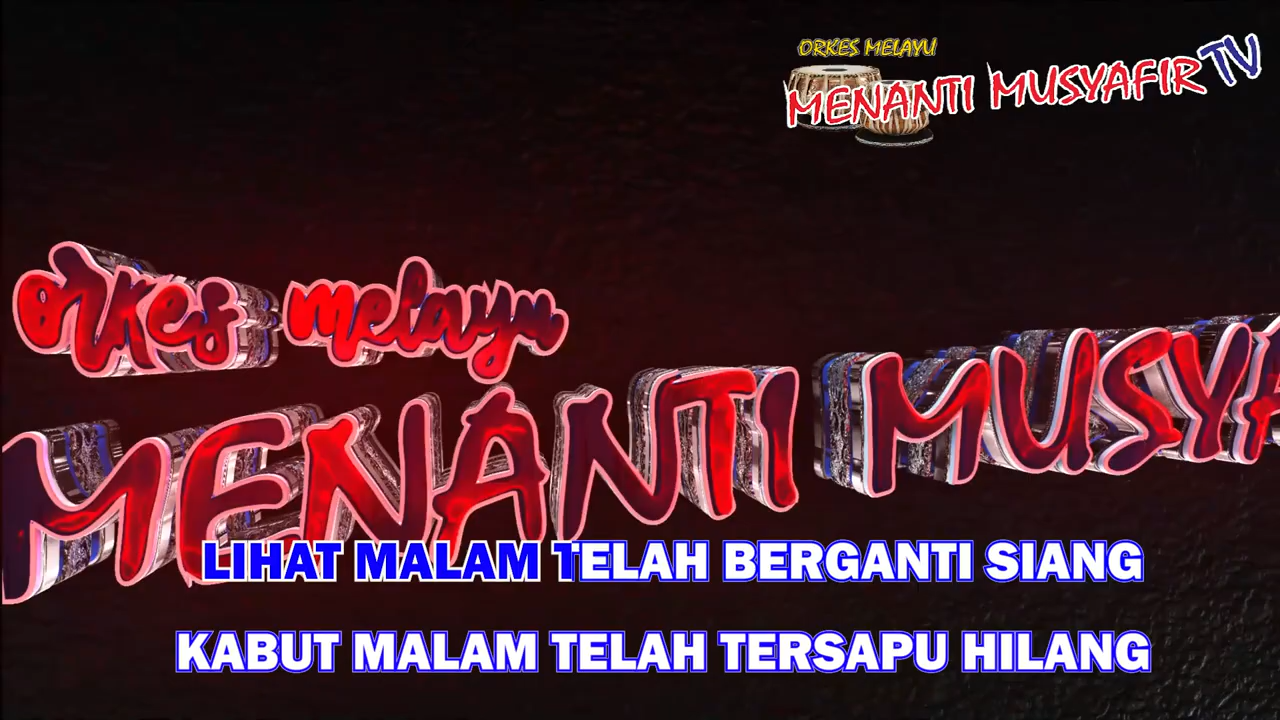 ORKES MELAYU
MENANTI MUSYAFIR TV
orkes melayu
MENANTI MUSYA
LIHAT MALAM TELAH BERGANTI SIANG
KABUT MALAM TELAH TERSAPU HILANG